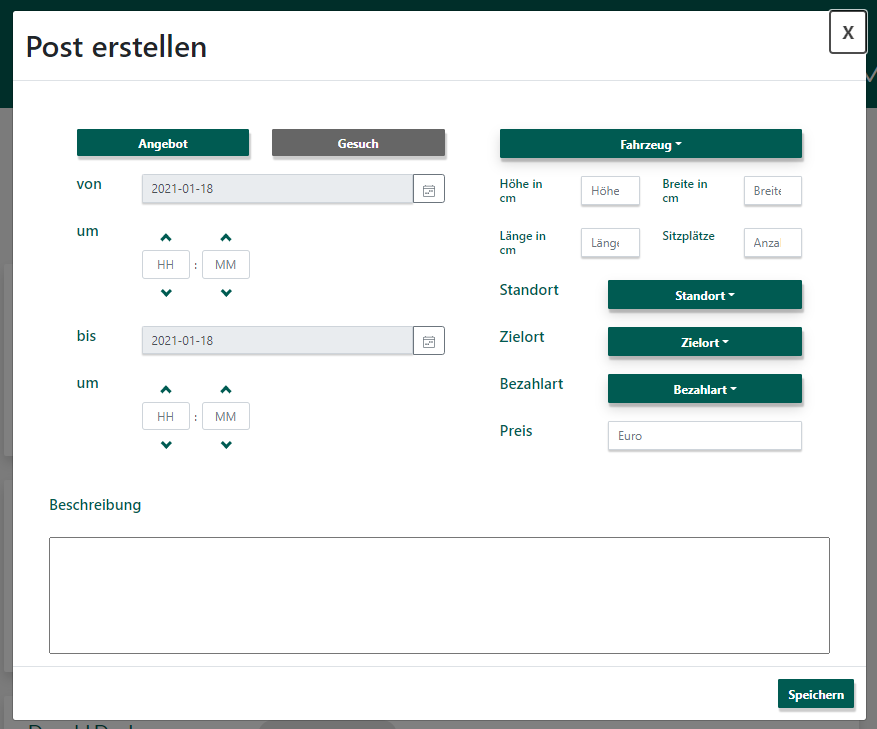 Post erstellen
X
Angebot
Gesuch
von
2021-01-18
um
HH : MM
bis
2021-01-18
um
HH : MM
Fahrzeug
Höhe in cm
Höhe
Breite in cm
Breite
Länge in cm
Länge
Sitzplätze
Anza
Standort
Standort
Zielort
Zielort
Bezahlart
Bezahlart
Preis
Euro
Beschreibung
Speichern